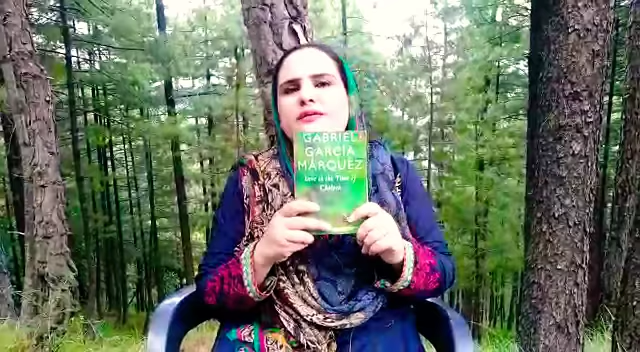 GABRIEL
GARCÍA
MÁRQUEZ
Love in the Time of
Cholera